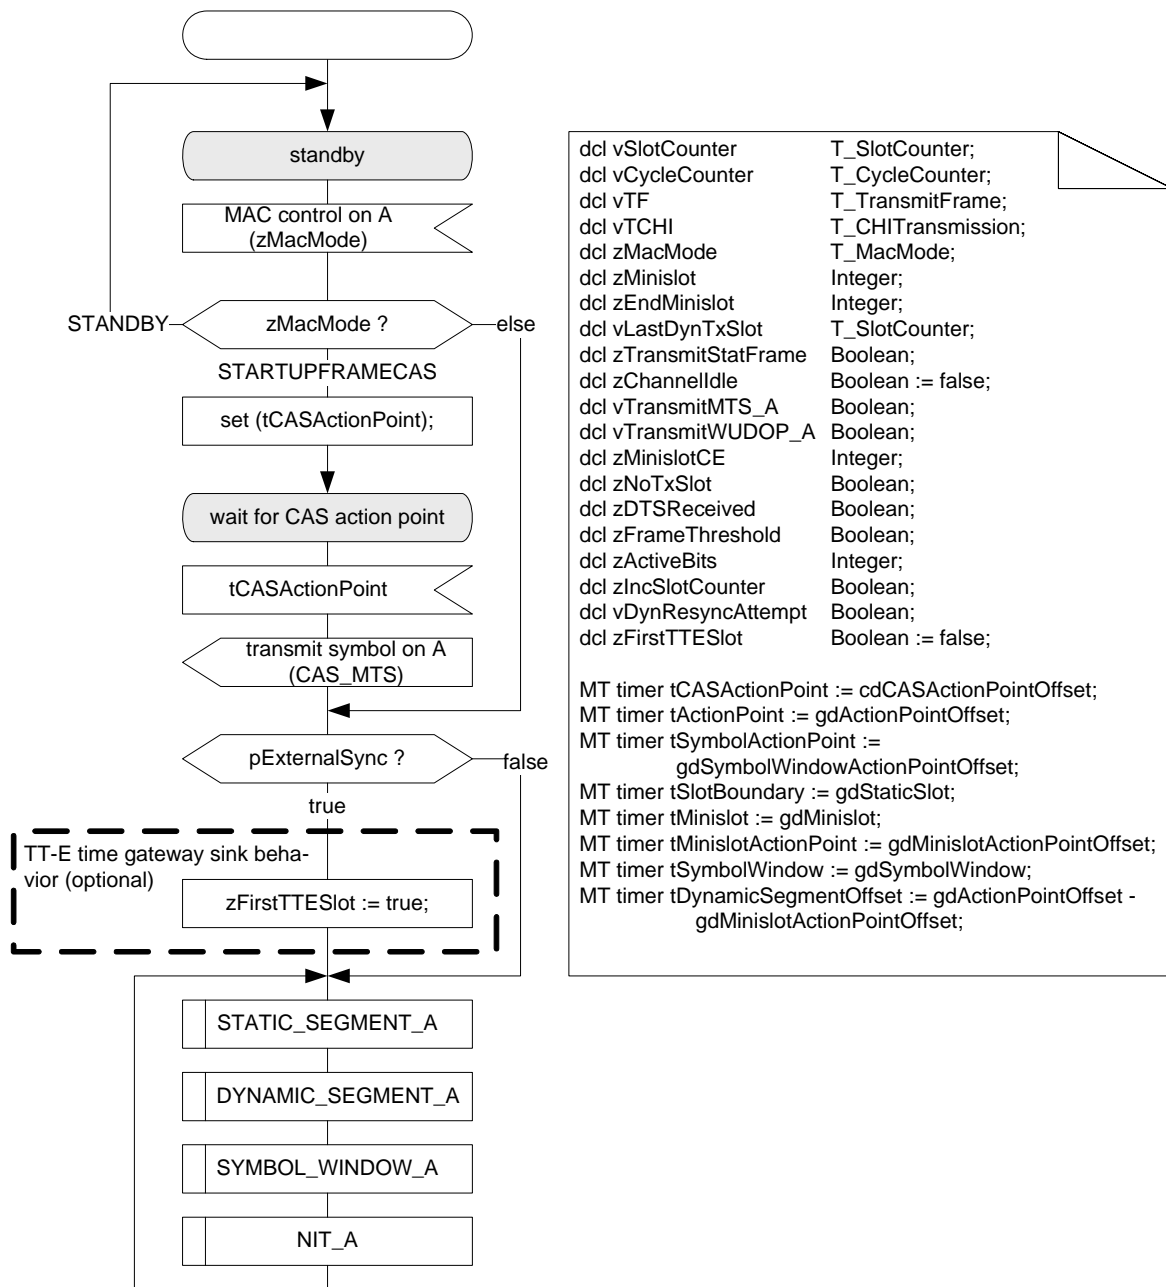 standby
MAC control on A
(zMacMode)
STANDBY
zMacMode ?
else
STARTUPFRAMECAS
set (tCASActionPoint);
wait for CAS action point
tCASActionPoint
transmit symbol on A
(CAS_MTS)
pExternalSync ?
false
true
TT-E time gateway sink beha-
vior (optional)
zFirstTTESlot := true;
STATIC_SEGMENT_A
DYNAMIC_SEGMENT_A
SYMBOL_WINDOW_A
NIT_A
dcl vSlotCounter T_SlotCounter;
dcl vCycleCounter T_CycleCounter;
dcl vTF T_TransmitFrame;
dcl vTCHI T_CHITransmission;
dcl zMacMode T_MacMode;
dcl zMinislot Integer;
dcl zEndMinislot Integer;
dcl vLastDynTxSlot T_SlotCounter;
dcl zTransmitStatFrame Boolean;
dcl zChannelIdle Boolean := false;
dcl vTransmitMTS_A Boolean;
dcl vTransmitWUDOP_A Boolean;
dcl zMinislotCE Integer;
dcl zNoTxSlot Boolean;
dcl zDTSReceived Boolean;
dcl zFrameThreshold Boolean;
dcl zActiveBits Integer;
dcl zIncSlotCounter Boolean;
dcl vDynResyncAttempt Boolean;
dcl zFirstTTESlot Boolean := false;
MT timer tCASActionPoint := cdCASActionPointOffset;
MT timer tActionPoint := gdActionPointOffset;
MT timer tSymbolActionPoint :=
gdSymbolWindowActionPointOffset;
MT timer tSlotBoundary := gdStaticSlot;
MT timer tMinislot := gdMinislot;
MT timer tMinislotActionPoint := gdMinislotActionPointOffset;
MT timer tSymbolWindow := gdSymbolWindow;
MT timer tDynamicSegmentOffset := gdActionPointOffset -
gdMinislotActionPointOffset;